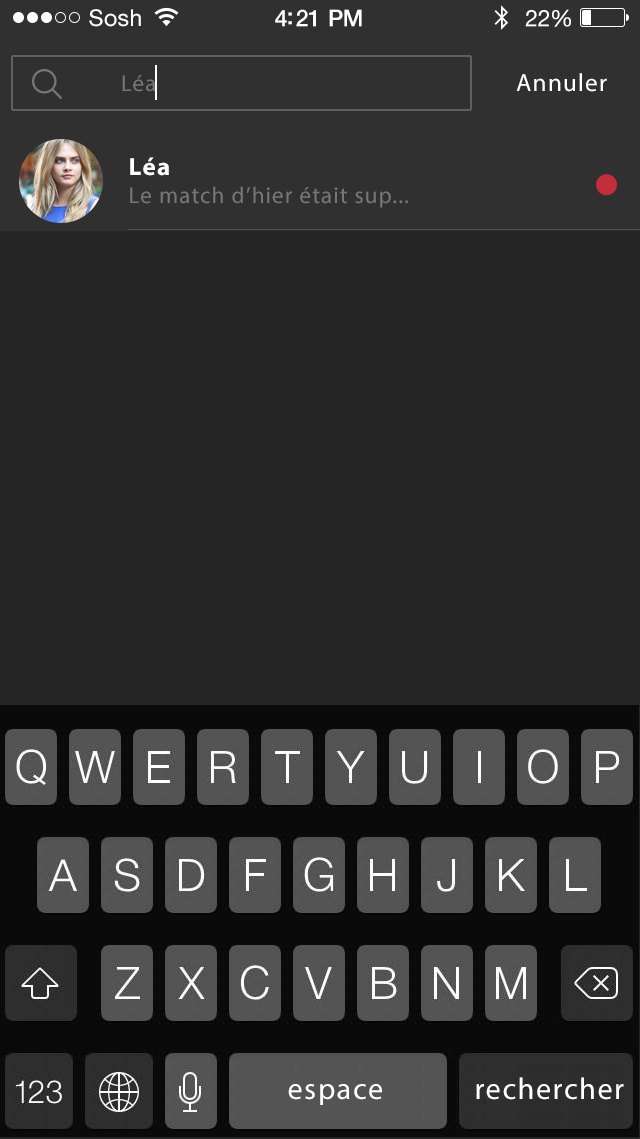 Sosh 4:21 PM 22%
Léa Annuler
Léa
Le match d’hier était sup...
Q W E R T Y U I O P
A S D F G H J K L
Z X C V B N M
123 espace rechercher